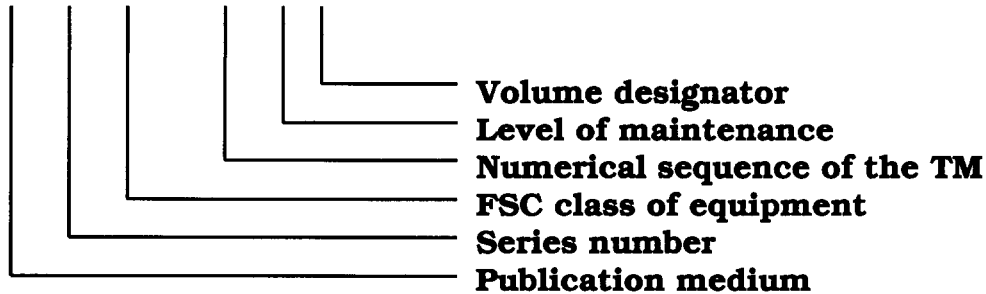 Volume designator
Level of maintenance
Numerical sequence of the TM
FSC class of equipment
Series number
Publication medium